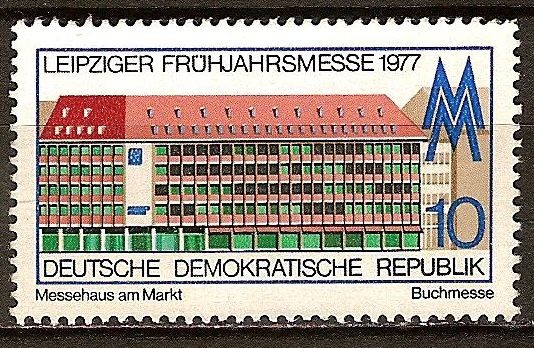 LEIPZIGER FRÜHJAHRSMESSE 1977
MM
10
DEUTSCHE DEMOKRATISCHE REPUBLIK
Messehaus am Markt Buchmesse